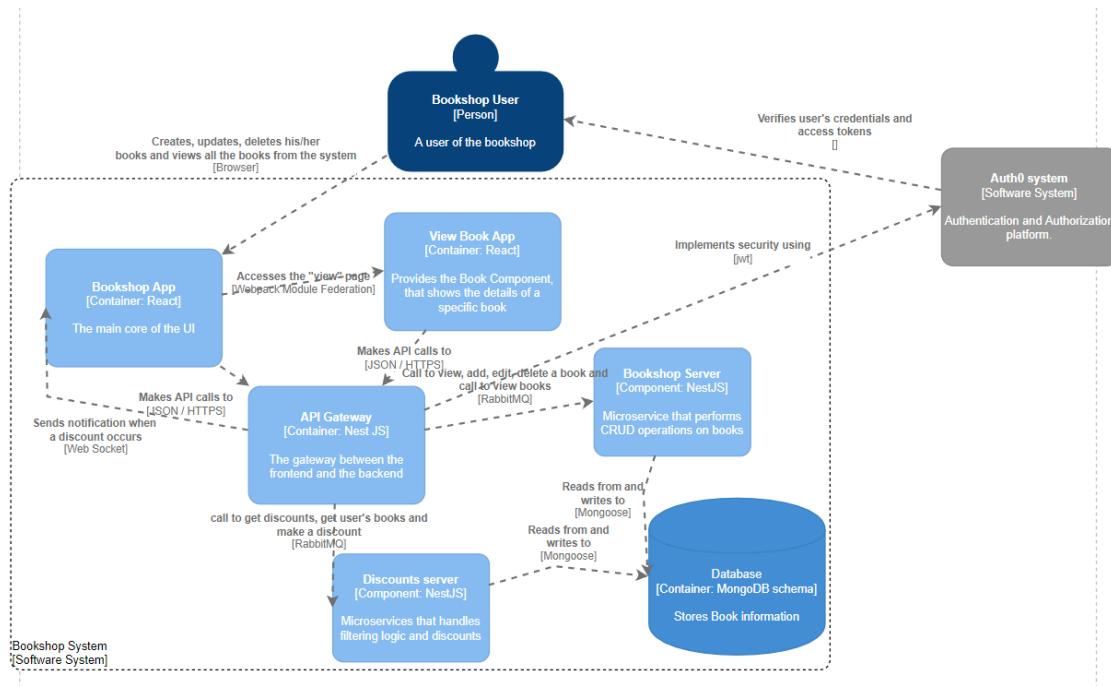 Bookshop User
[Person]
A user of the bookshop
Verifies user's credentials and
access tokens
[]
Creates, updates, deletes his/her
books and views all the books from the system
[Browser]
Auth0 system
[Software System]
Authentication and Authorization
platform.
View Book App
[Container: React]
Provides the Book Component,
that shows the details of a
specific book
Implements security using
[jwt]
Bookshop App
[Container: React]
The main core of the UI
Accesses the "view" page
[Webpack Module Federation]
Makes API calls to
[JSON / HTTPS]
Call to view, add, edit, delete a book and
call to view books
[RabbitMQ]
Bookshop Server
[Component: NestJS]
Microservice that performs
CRUD operations on books
Makes API calls to
[JSON / HTTPS]
Sends notification when
a discount occurs
[Web Socket]
API Gateway
[Container: Nest JS]
The gateway between the
frontend and the backend
call to get discounts, get user's books and
make a discount
[RabbitMQ]
Reads from and
writes to
[Mongoose]
Reads from and
writes to
[Mongoose]
Discounts server
[Component: NestJS]
Microservices that handles
filtering logic and discounts
Database
[Container: MongoDB schema]
Stores Book information
Bookshop System
[Software System]